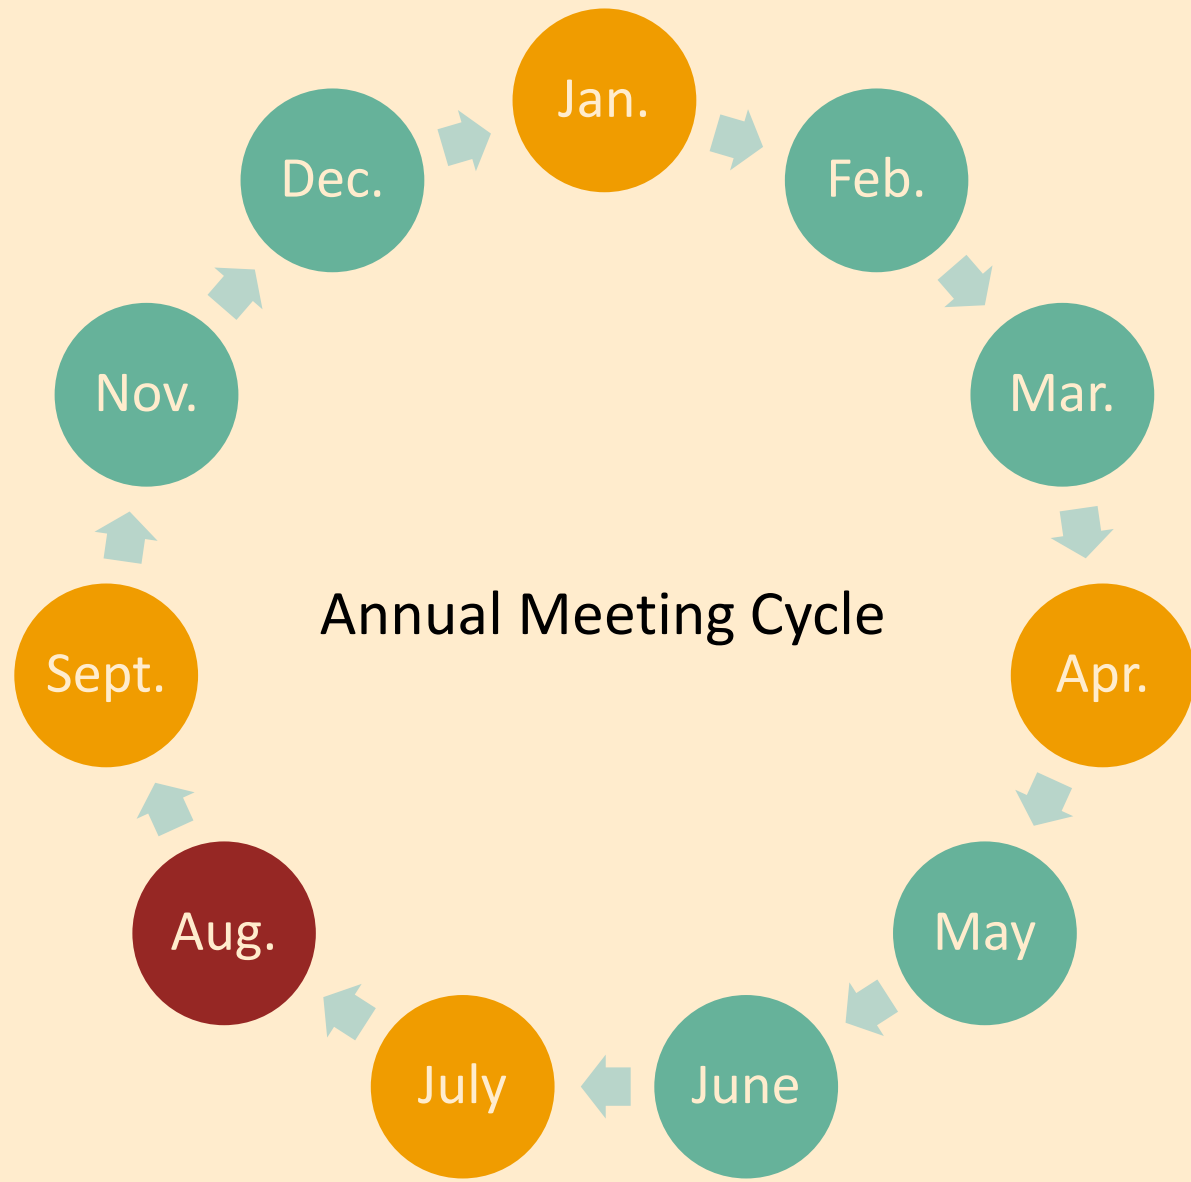 Jan.
Feb.
Mar.
Apr.
May
June
July
Aug.
Sept.
Nov.
Dec.
Annual Meeting Cycle